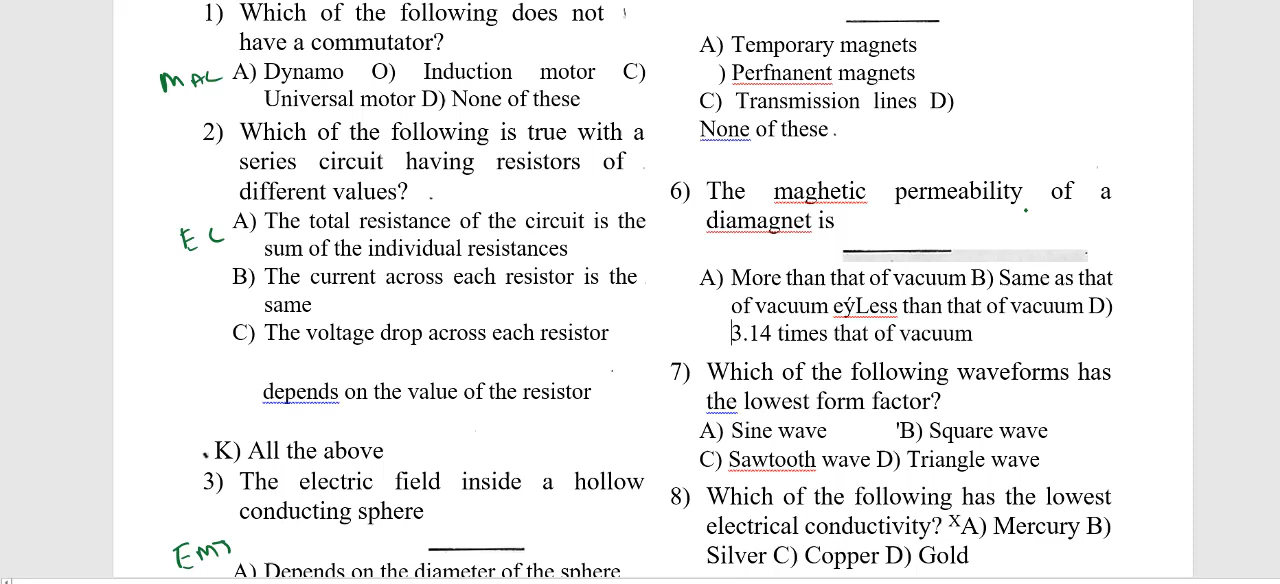 1) Which of the following does not
have a commutator?
MAC
A) Dynamo O) Induction motor C)
Universal motor D) None of these
2) Which of the following is true with a
series circuit having resistors of
different values?
EC
A) The total resistance of the circuit is the
sum of the individual resistances
B) The current across each resistor is the
same
C) The voltage drop across each resistor
depends on the value of the resistor
K) All the above
3) The electric field inside a hollow
conducting sphere
EMT
A) Depends on the diameter of the sphere
A) Temporary magnets
) Perfnanent magnets
C) Transmission lines D)
None of these .
6) The maghetic permeability of a
diamagnet is
A) More than that of vacuum B) Same as that
of vacuum eýLess than that of vacuum D)
3.14 times that of vacuum
7) Which of the following waveforms has
the lowest form factor?
A) Sine wave 'B) Square wave
C) Sawtooth wave D) Triangle wave
8) Which of the following has the lowest
electrical conductivity? XA) Mercury B)
Silver C) Copper D) Gold